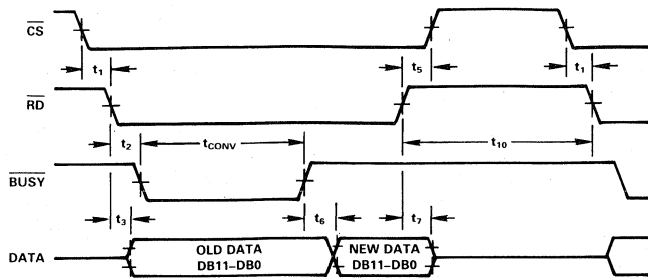 CS
t1 t5 t1
RD
t2 tCONV t10
BUSY
t3 t6 t7
DATA OLD DATA NEW DATA
DB11–DB0 DB11–DB0